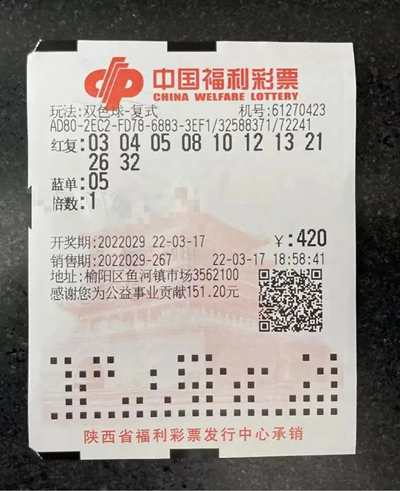 中国福利彩票
CHINA WELFARE LOTTERY
玩法:双色球-复式 机号:61270423
AD80-2EC2-FD78-6883-3EF1/32588371/72241
红复:03 04 05 08 10 12 13 21
26 32
蓝单:05
倍数:1
开奖期:2022029 22-03-17 ¥:420
销售期:2022029-267 22-03-17 18:58:41
地址:榆阳区鱼河镇市场3562100
感谢您为公益事业贡献151.20元
陕西省福利彩票发行中心承销